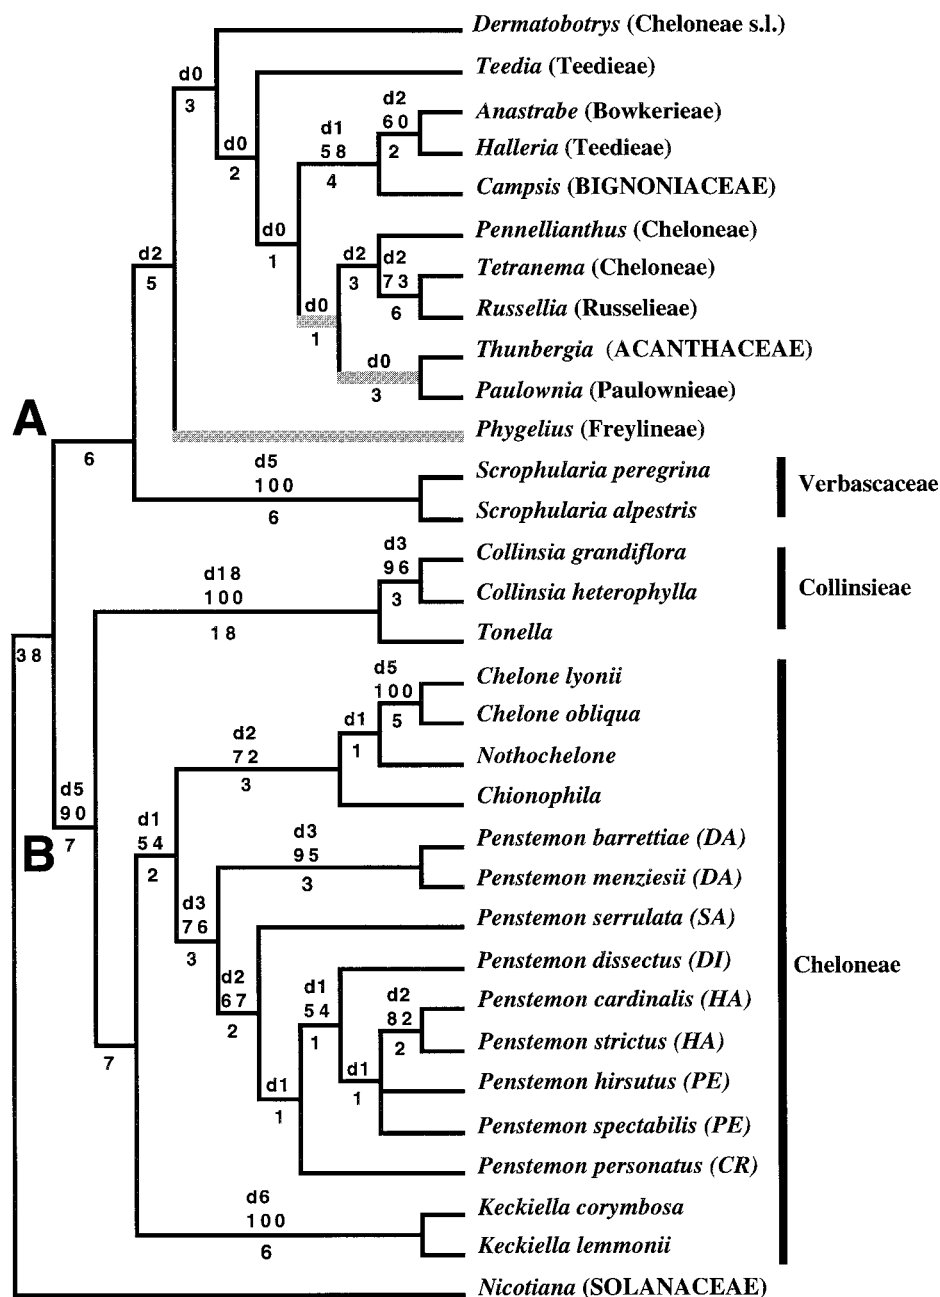 Dermatobotrys (Cheloneae s.l.)
d0
3
Teedia (Teedieae)
d0
2
Anastrabe (Bowkerieae)
d2
60
2
Halleria (Teedieae)
d1
58
4
Campsis (BIGNONIACEAE)
d0
1
Pennellianthus (Cheloneae)
d2
3
Tetranema (Cheloneae)
d2
73
6
Russellia (Russelieae)
d2
5
d0
1
Thunbergia (ACANTHACEAE)
d0
3
Paulownia (Paulownieae)
A
Phygelius (Freylineae)
6
Scrophularia peregrina
d5
100
6
Verbascaceae
Scrophularia alpestris
Collinsia grandiflora
d3
96
3
d18
100
18
Collinsia heterophylla
Collinsieae
Tonella
38
Chelone lyonii
d5
100
5
Chelone obliqua
d1
1
d2
72
3
Nothochelone
Chionophila
d5
90
7
B
d1
54
2
Penstemon barrettiae (DA)
d3
95
3
Penstemon menziesii (DA)
d3
76
3
Penstemon serrulata (SA)
Penstemon dissectus (DI)
Cheloneae
d2
67
2
d1
54
1
Penstemon cardinalis (HA)
d2
82
2
Penstemon strictus (HA)
7
d1
1
Penstemon hirsutus (PE)
d1
1
Penstemon spectabilis (PE)
Penstemon personatus (CR)
d6
100
6
Keckiella corymbosa
Keckiella lemmonii
Nicotiana (SOLANACEAE)